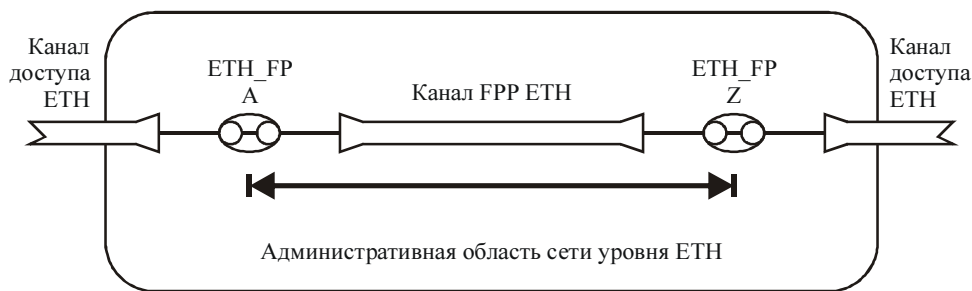 Канал
доступа
ETH
ETH_FP
A
Канал FPP ETH
ETH_FP
Z
Канал
доступа
ETH
Административная область сети уровня ETH